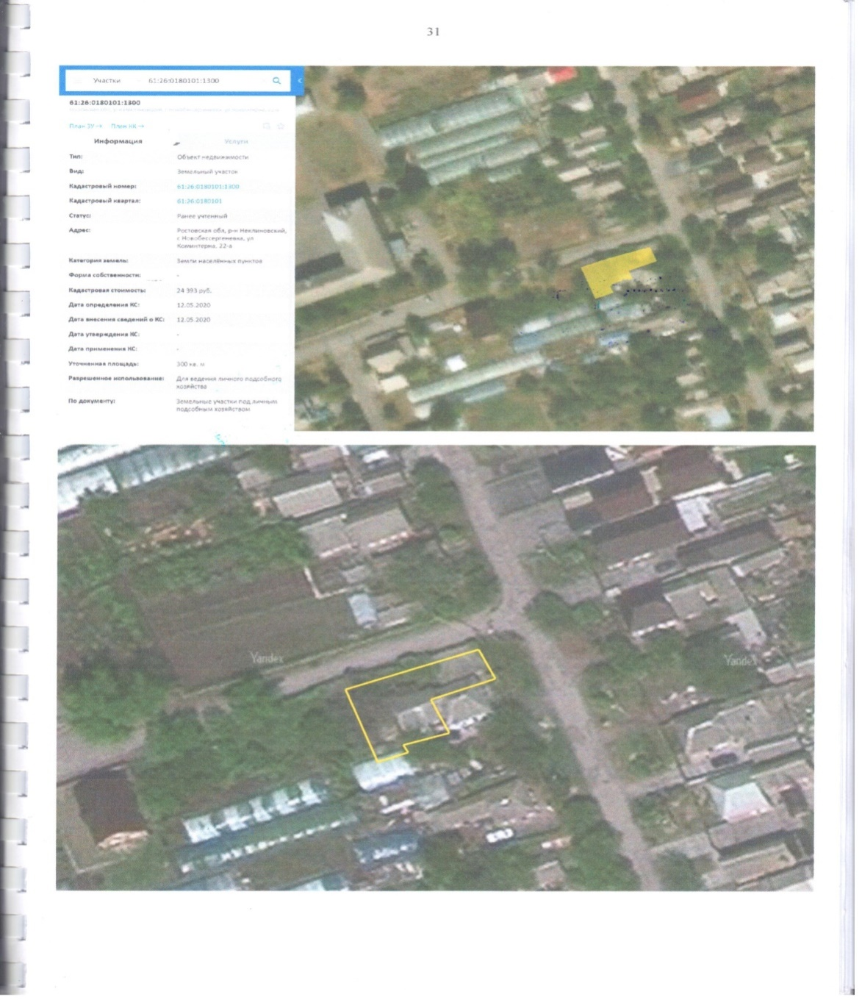 31
Участки 61:26:0180101:1300
61:26:0180101:1300
План ЗУ → План КК →
Информация Услуги
Тип: Объект недвижимости
Вид: Земельный участок
Кадастровый номер: 61:26:0180101:1300
Кадастровый квартал: 61:26:0180101
Статус: Ранее учтенный
Адрес: Ростовская обл, р-н Неклиновский,
с Новобессергеневка, ул
Коминтерна, 22-а
Категория земель: Земли населённых пунктов
Форма собственности: -
Кадастровая стоимость: 24 393 руб.
Дата определения КС: 12.05.2020
Дата внесения сведений о КС: 12.05.2020
Дата утверждения КС: -
Дата применения КС: -
Уточненная площадь: 300 кв. м
Разрешенное использование: Для ведения личного подсобного
хозяйства
По документу: Земельные участки под личным
подсобным хозяйством
Yandex Yandex